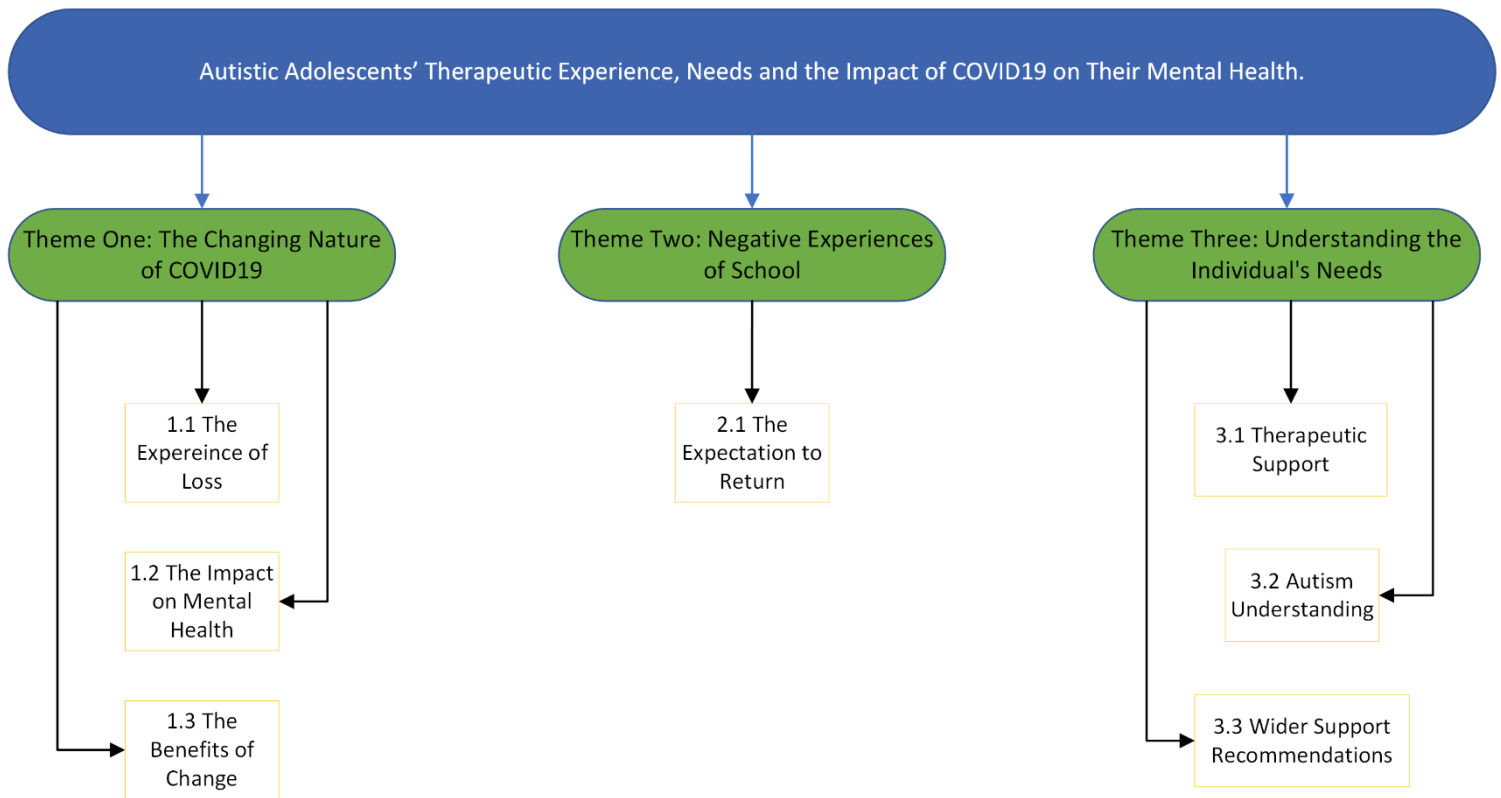 Autistic Adolescents’ Therapeutic Experience, Needs and the Impact of COVID19 on Their Mental Health.
Theme One: The Changing Nature
of COVID19
1.1 The
Expereince of
Loss
1.2 The Impact
on Mental
Health
1.3 The
Benefits of
Change
Theme Two: Negative Experiences
of School
2.1 The
Expectation to
Return
Theme Three: Understanding the
Individual's Needs
3.1 Therapeutic
Support
3.2 Autism
Understanding
3.3 Wider Support
Recommendations